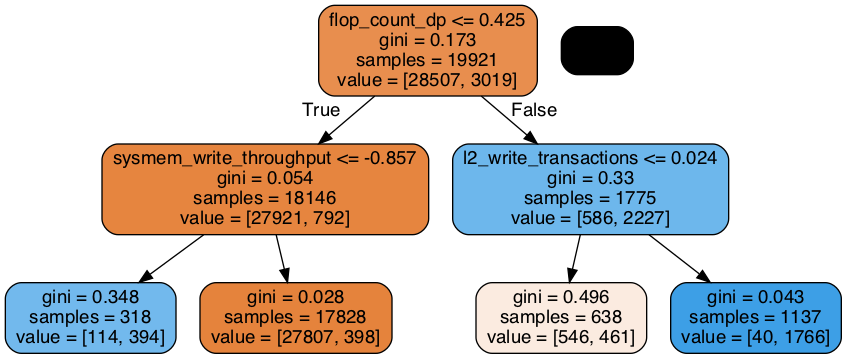 flop_count_dp <= 0.425
gini = 0.173
samples = 19921
value = [28507, 3019]
True
False
sysmem_write_throughput <= -0.857
gini = 0.054
samples = 18146
value = [27921, 792]
l2_write_transactions <= 0.024
gini = 0.33
samples = 1775
value = [586, 2227]
gini = 0.348
samples = 318
value = [114, 394]
gini = 0.028
samples = 17828
value = [27807, 398]
gini = 0.496
samples = 638
value = [546, 461]
gini = 0.043
samples = 1137
value = [40, 1766]